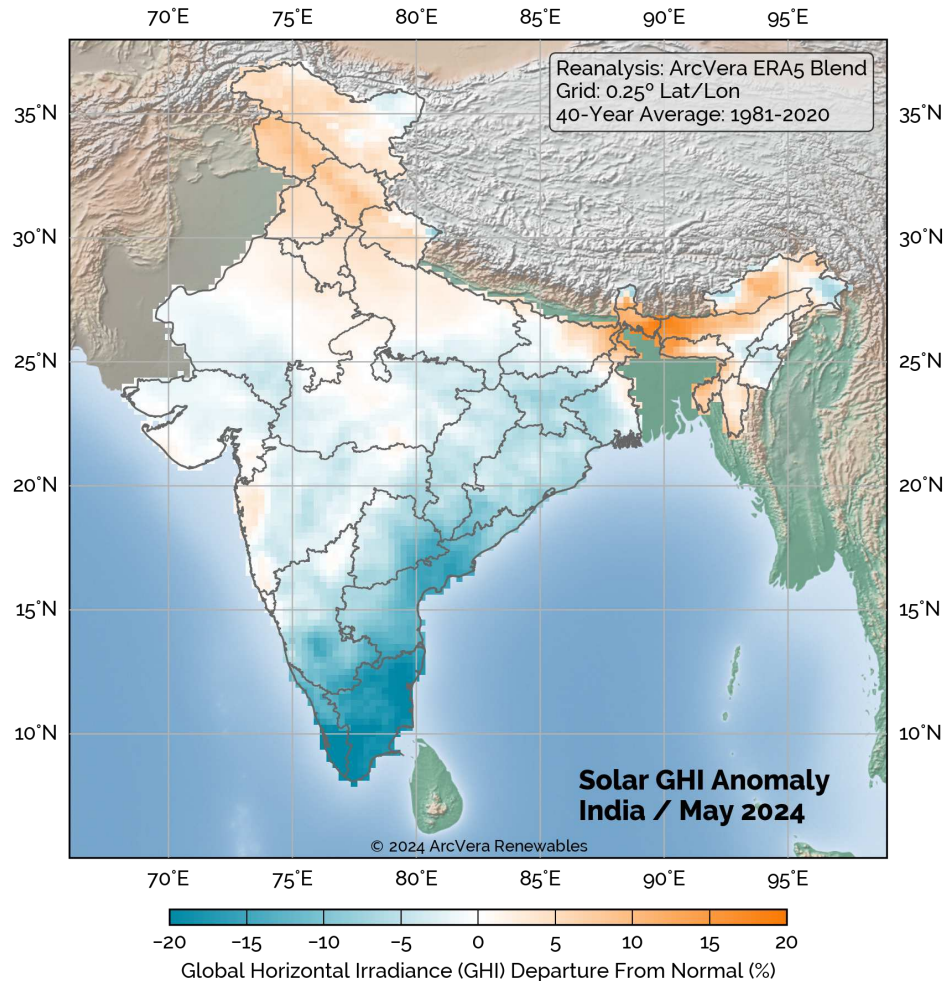 70°E 75°E 80°E 85°E 90°E 95°E
Reanalysis: ArcVera ERA5 Blend
Grid: 0.25º Lat/Lon
40-Year Average: 1981-2020
35°N 35°N
30°N 30°N
25°N 25°N
20°N 20°N
15°N 15°N
10°N 10°N
Solar GHI Anomaly
India / May 2024
© 2024 ArcVera Renewables
70°E 75°E 80°E 85°E 90°E 95°E
−20 −15 −10 −5 0 5 10 15 20
Global Horizontal Irradiance (GHI) Departure From Normal (%)